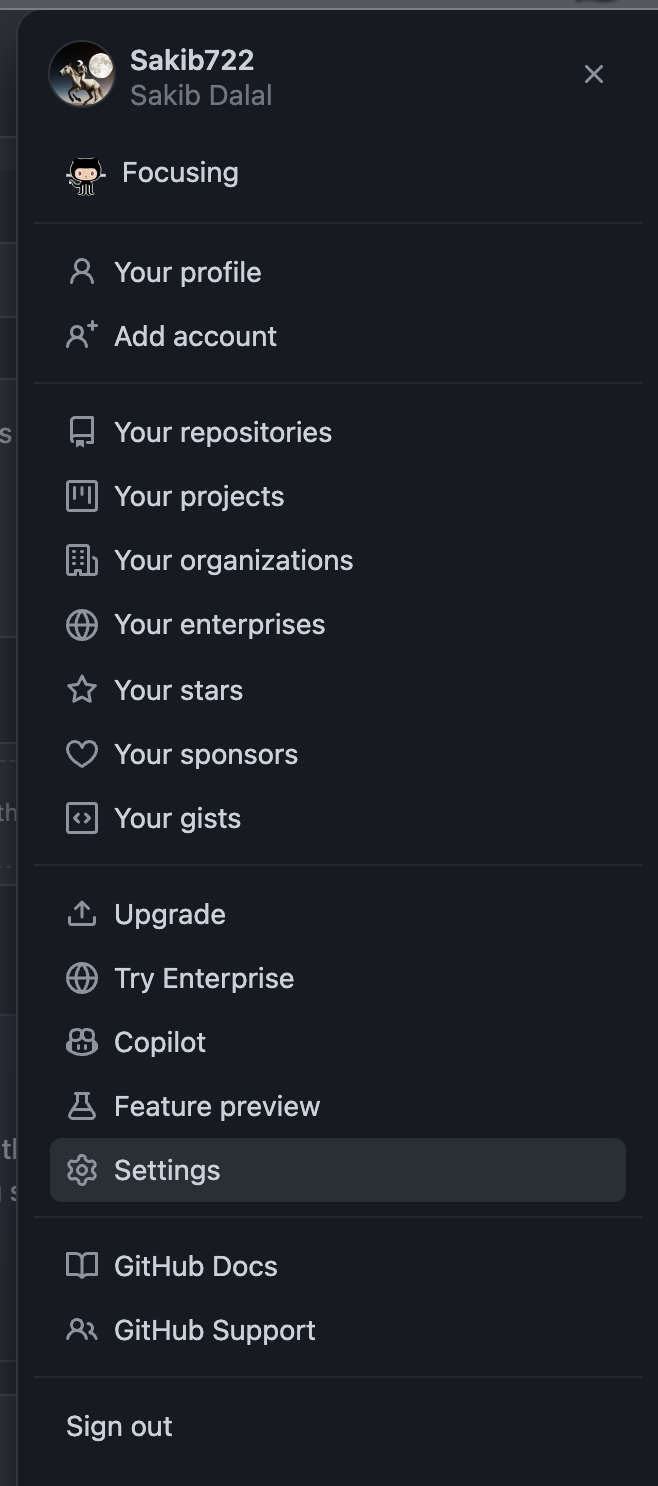 Sakib722
Sakib Dalal
Focusing
Your profile
Add account
Your repositories
Your projects
Your organizations
Your enterprises
Your stars
Your sponsors
Your gists
Upgrade
Try Enterprise
Copilot
Feature preview
Settings
GitHub Docs
GitHub Support
Sign out